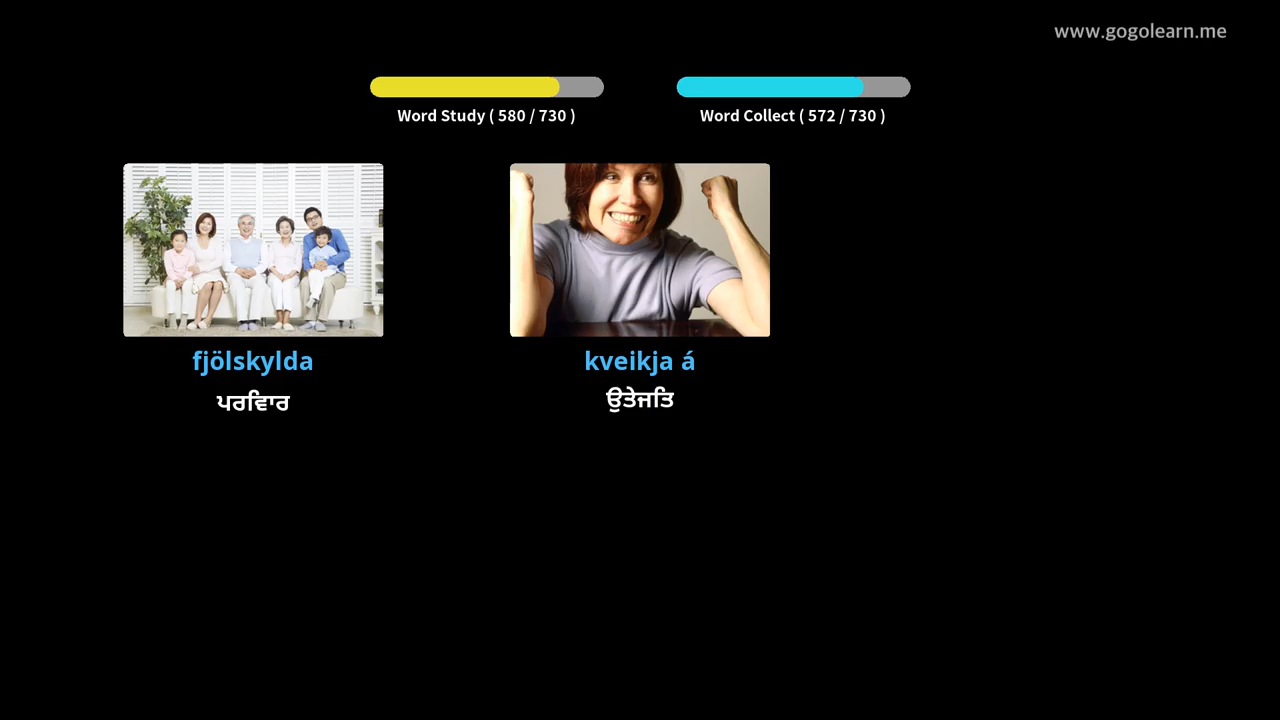 www.gogolearn.me
Word Study ( 580 / 730 )
Word Collect ( 572 / 730 )
fjölskylda
kveikja á
ਪਰਵਿਾਰ
ਉਤੇਜਤਿ